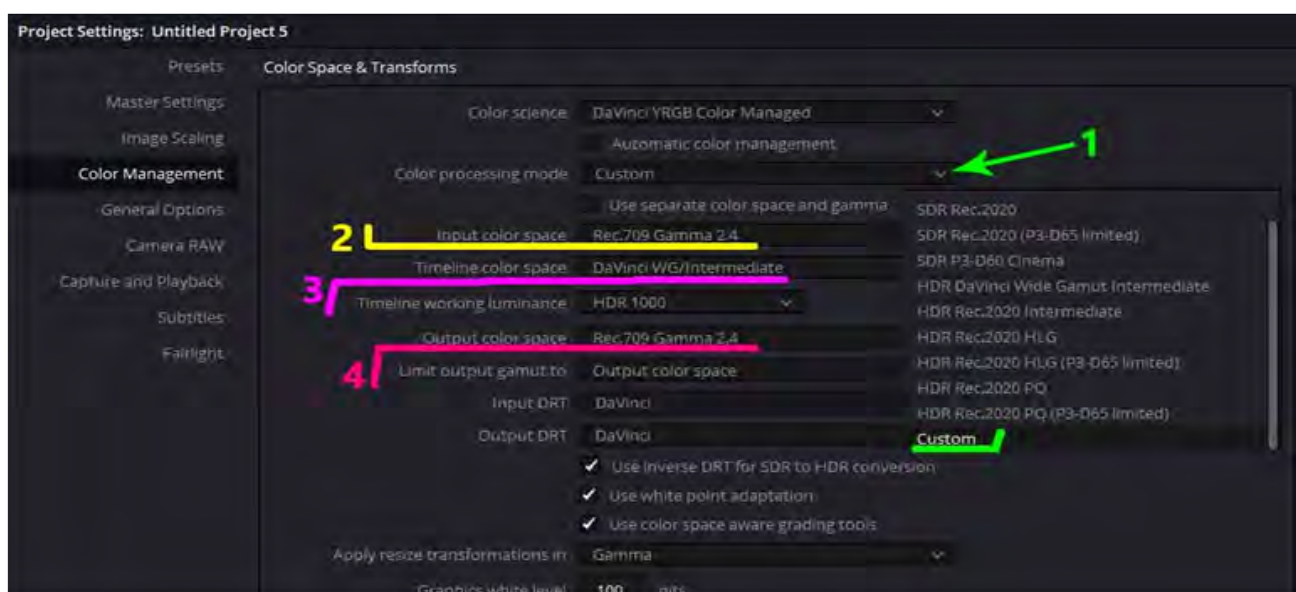 Project Settings: Untitled Project 5
Presets
Color Space & Transforms
Master Settings
Color science DaVinci YRGB Color Managed
Image Scaling
Automatic color management
1
Color Management
Color processing mode Custom
General Options
Use separate color space and gamma
SDR Rec.2020
2
Input color space Rec.709 Gamma 2.4
SDR Rec.2020 (P3-D65 limited)
Camera RAW
SDR P3-D60 Cinema
Timeline color space DaVinci WG/Intermediate
Capture and Playback
HDR DaVinci Wide Gamut Intermediate
3
Timeline working luminance HDR 1000
HDR Rec.2020 Intermediate
Subtitles
Output color space Rec.709 Gamma 2.4
HDR Rec.2020 HLG
Fairlight
4
Limit output gamut to Output color space
HDR Rec.2020 HLG (P3-D65 limited)
HDR Rec.2020 PQ
Input DRT DaVinci
HDR Rec.2020 PQ (P3-D65 limited)
Output DRT DaVinci
Custom
Use inverse DRT for SDR to HDR conversion
Use white point adaptation
Use color space aware grading tools
Apply resize transformations in Gamma
Graphics white level 100 nits